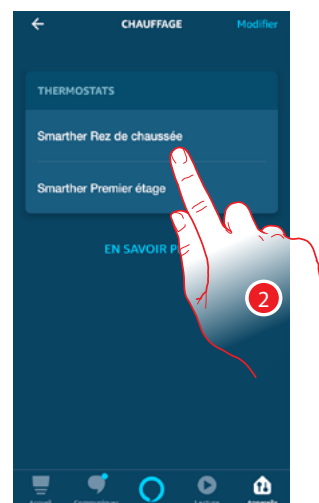 CHAUFFAGE Modifier
THERMOSTATS
Smarther Rez de chaussée
Smarther Premier étage
EN SAVOIR
2